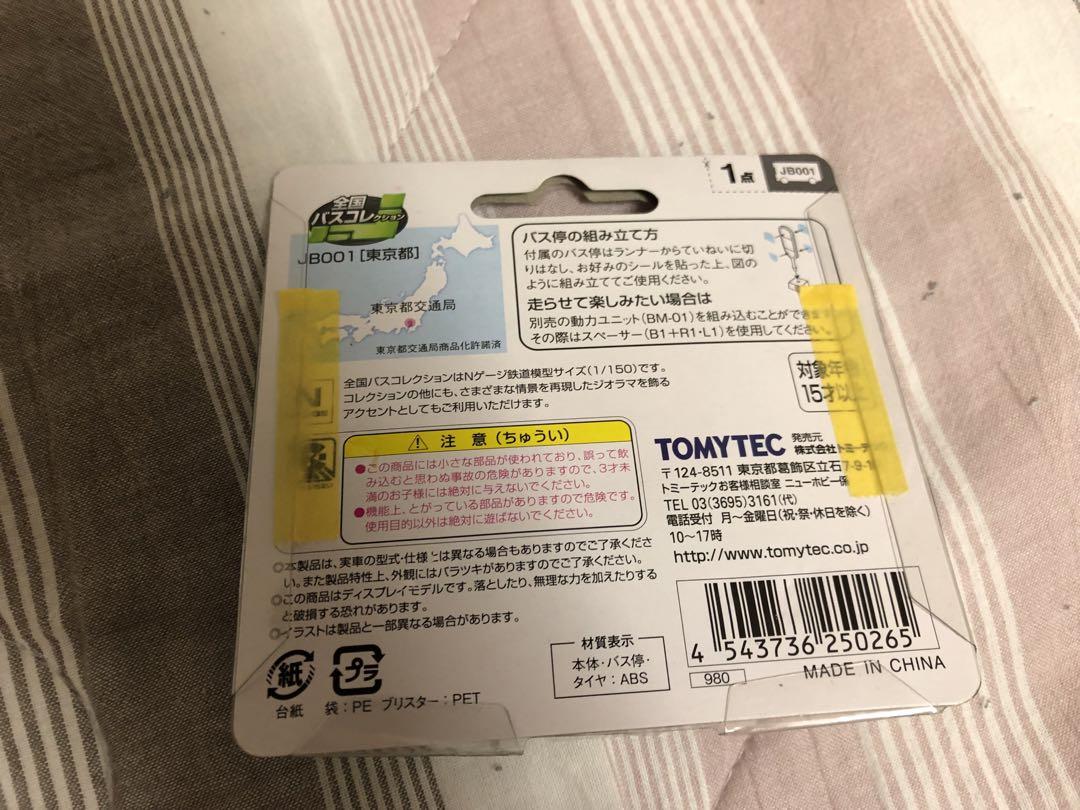 1点
JB001
全国
バスコレクション
JB001［東京都］
東京都交通局
東京都交通局商品化許諾済
バス停の組み立て方
付属のバス停はランナーからていねいに切
りはなし、お好みのシールを貼った上、図の
ように組み立ててご使用ください。
走らせて楽しみたい場合は
別売の動力ユニット（BM-01）を組み込むことができ
その際はスペーサー（B1+R1・L1）を使用してください。
全国バスコレクションはNゲージ鉄道模型サイズ（1/150）です。
コレクションの他にも、さまざまな情景を再現したジオラマを飾る
アクセントとしてもご利用いただけます。
対象年齢
15才以上
注意（ちゅうい）
●この商品には小さな部品が使われており、誤って飲
み込むと思わぬ事故の危険がありますので、3才未
満のお子様には絶対に与えないでください。
●機能上、とがっている部分がありますので危険です。
使用目的以外は絶対に遊ばないでください。
TOMYTEC 発売元
株式会社トミーテック
〒124-8511 東京都葛飾区立石7-9-1
トミーテックお客様相談室 ニューホビー係
TEL 03（3695）3161（代）
電話受付 月～金曜日（祝・祭・休日を除く）
10～17時
http://www.tomytec.co.jp
○本製品は、実車の型式・仕様とは異なる場合もありますのでご了承くださ
い。また製品特性上、外観にはバラツキがありますのでご了承ください。
○この商品はディスプレイモデルです。落としたり、無理な力を加えたりする
と破損する恐れがあります。
○イラストは製品と一部異なる場合があります。
紙
台紙
プラ
袋：PE ブリスター：PET
材質表示
本体・バス停・
タイヤ：ABS
4 543736 250265
980
MADE IN CHINA